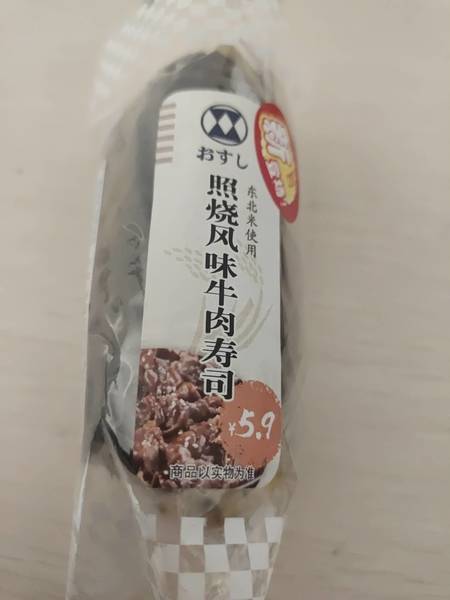 おすし
东北米使用
照烧风味牛肉寿司
¥5.9
商品以实物为准